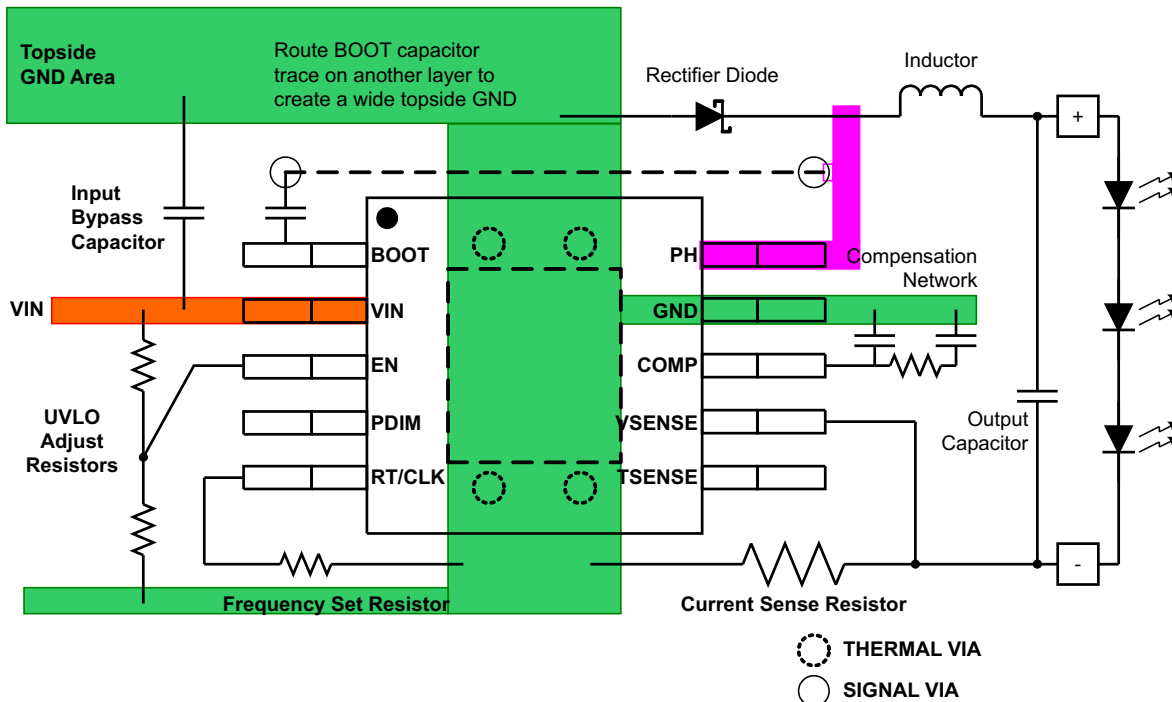 Topside
GND Area
Route BOOT capacitor
trace on another layer to
create a wide topside GND
Rectifier Diode
Inductor
+
Input
Bypass
Capacitor
BOOT
PH
Compensation
Network
VIN
VIN
GND
EN
COMP
UVLO
Adjust
Resistors
PDIM
VSENSE
Output
Capacitor
RT/CLK
TSENSE
-
Frequency Set Resistor
Current Sense Resistor
THERMAL VIA
SIGNAL VIA